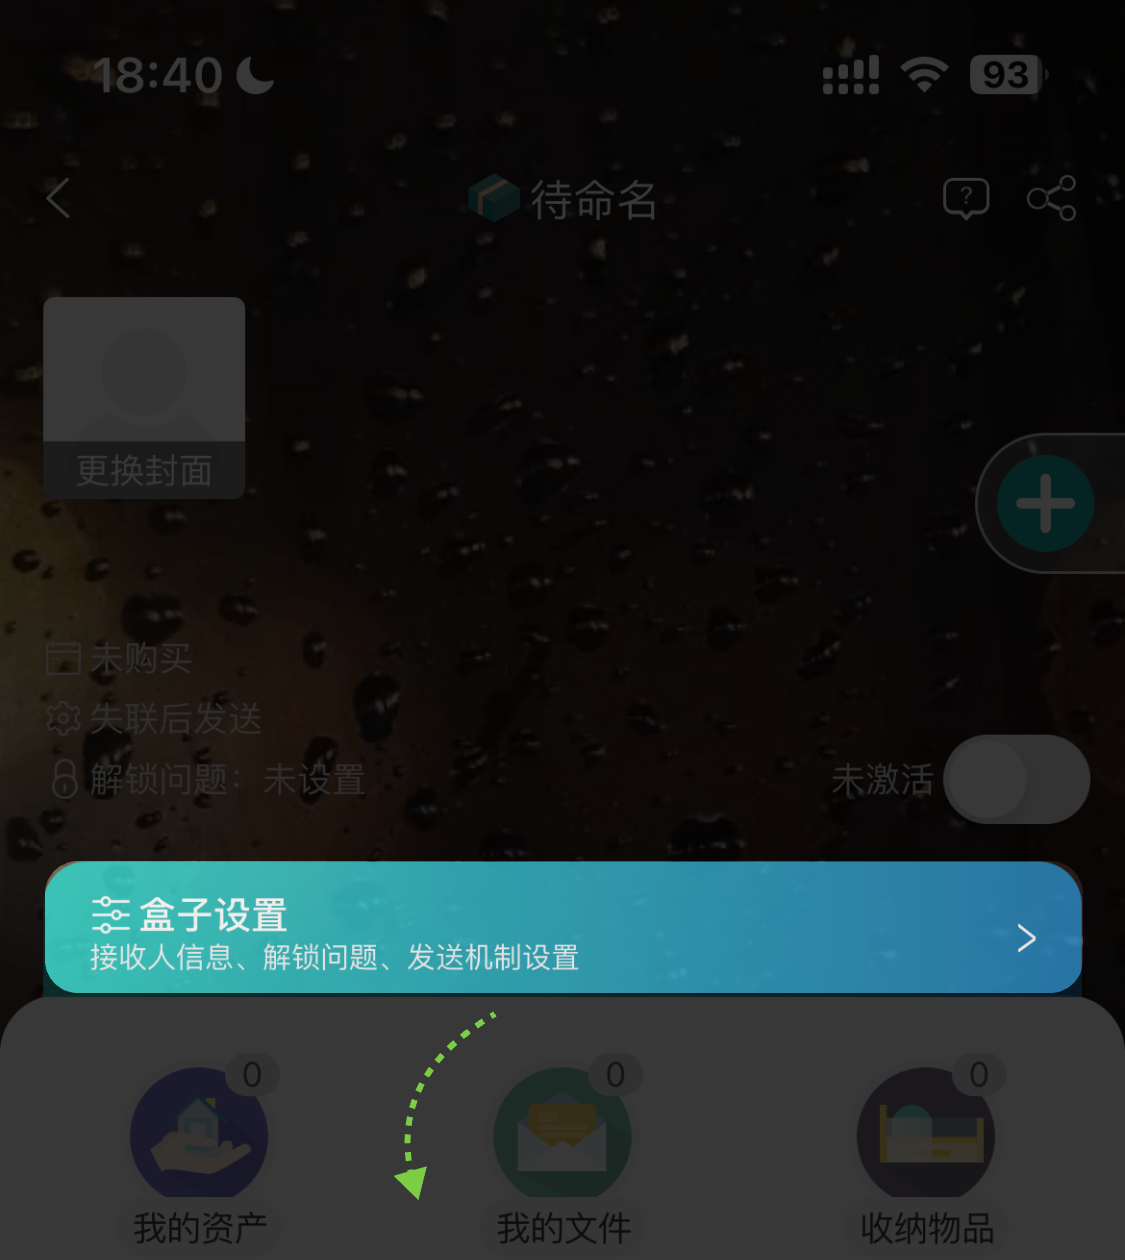 18:40
93
待命名
?
更换封面
未购买
失联后发送
解锁问题：未设置
未激活
盒子设置
接收人信息、解锁问题、发送机制设置
0
0
0
我的资产
我的文件
收纳物品